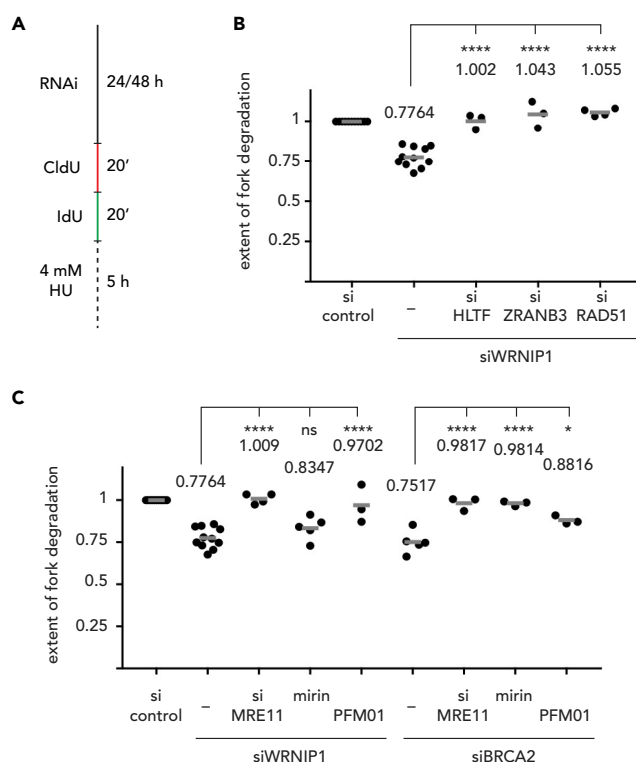 A
RNAi
24/48 h
CldU
20'
IdU
20'
4 mM
HU
5 h
B
**** **** ****
1.002 1.043 1.055
0.7764
extent of fork degradation
1
0.75
0.5
0.25
si
control
–
si
HLTF
si
ZRANB3
si
RAD51
siWRNIP1
C
**** ns **** **** **** *
1.009 0.9702 0.9817 0.9814
0.7764 0.8347 0.7517 0.8816
extent of fork degradation
1
0.75
0.5
0.25
si
control
–
si
MRE11
mirin
PFM01
–
si
MRE11
mirin
PFM01
siWRNIP1
siBRCA2